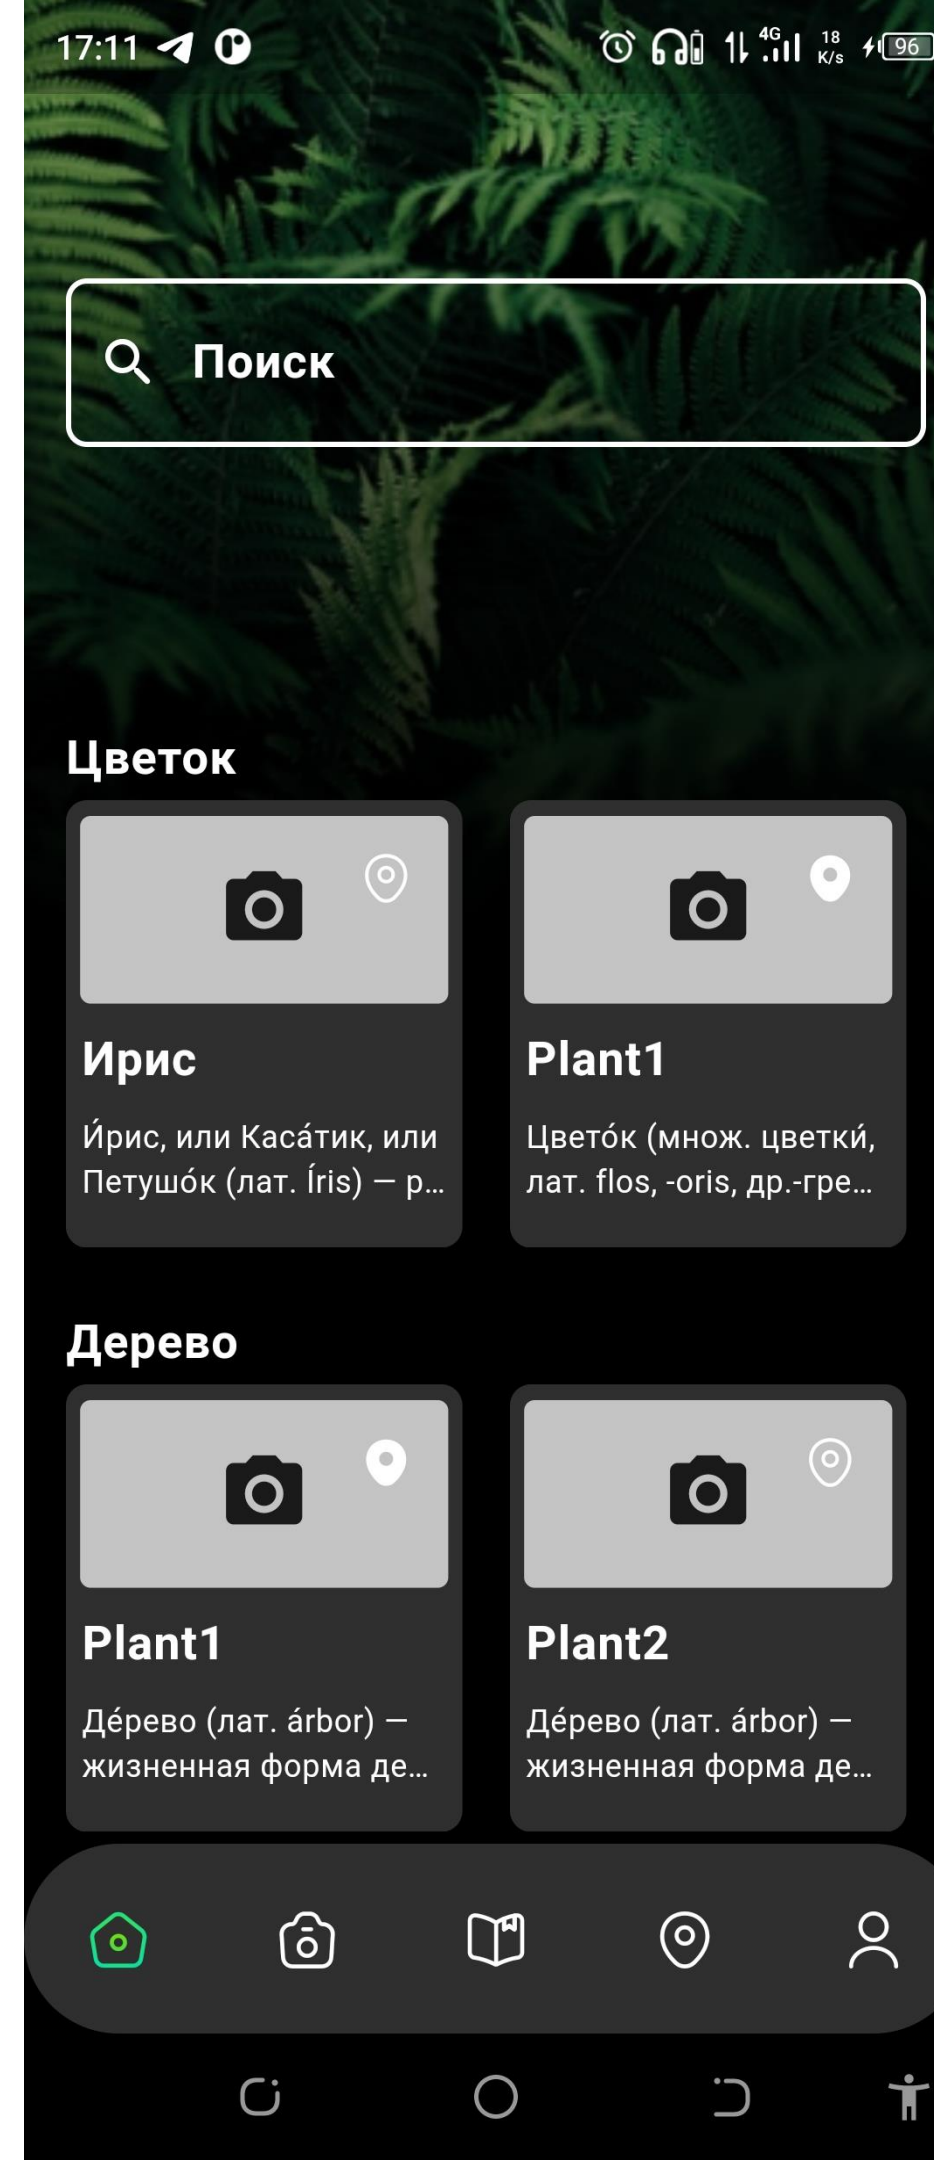 17:11
4G
18
K/s
96
Поиск
Цветок
Ирис
И́рис, или Каса́тик, или
Петушо́к (лат. Íris) — р...
Plant1
Цвето́к (множ. цветки́,
лат. flos, -oris, др.-гре...
Дерево
Plant1
Де́рево (лат. árbor) —
жизненная форма де...
Plant2
Де́рево (лат. árbor) —
жизненная форма де...